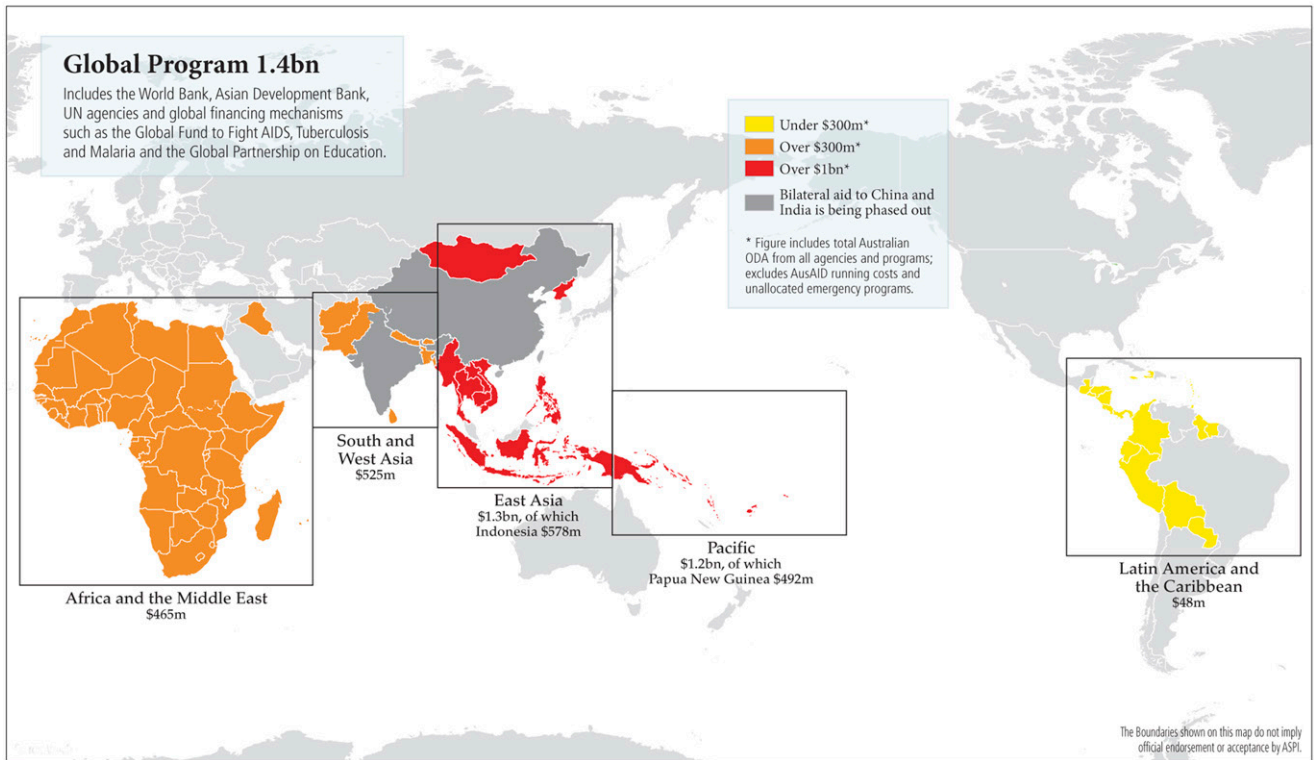 Global Program 1.4bn
Includes the World Bank, Asian Development Bank,
UN agencies and global financing mechanisms
such as the Global Fund to Fight AIDS, Tuberculosis
and Malaria and the Global Partnership on Education.
Under $300m*
Over $300m*
Over $1bn*
Bilateral aid to China and
India is being phased out
* Figure includes total Australian
ODA from all agencies and programs;
excludes AusAID running costs and
unallocated emergency programs.
South and
West Asia
$525m
East Asia
$1.3bn, of which
Indonesia $578m
Pacific
$1.2bn, of which
Papua New Guinea $492m
Africa and the Middle East
$465m
Latin America and
the Caribbean
$48m
The Boundaries shown on this map do not imply
official endorsement or acceptance by ASPI.